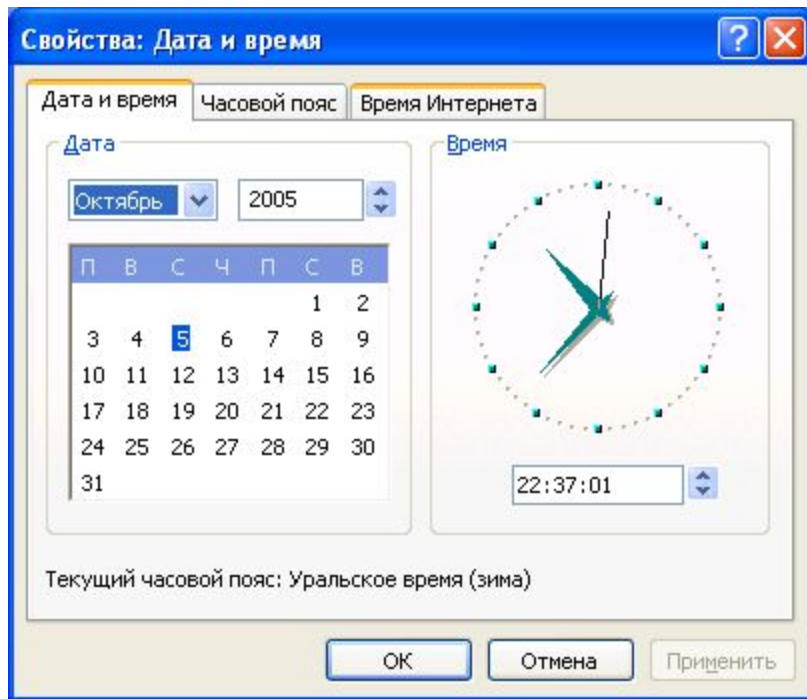 Свойства: Дата и время
?
Дата и время Часовой пояс Время Интернета
Дата
Время
Октябрь 2005
П В С Ч П С В
1 2
3 4 5 6 7 8 9
10 11 12 13 14 15 16
17 18 19 20 21 22 23
24 25 26 27 28 29 30
31
22:37:01
Текущий часовой пояс: Уральское время (зима)
ОК Отмена Применить